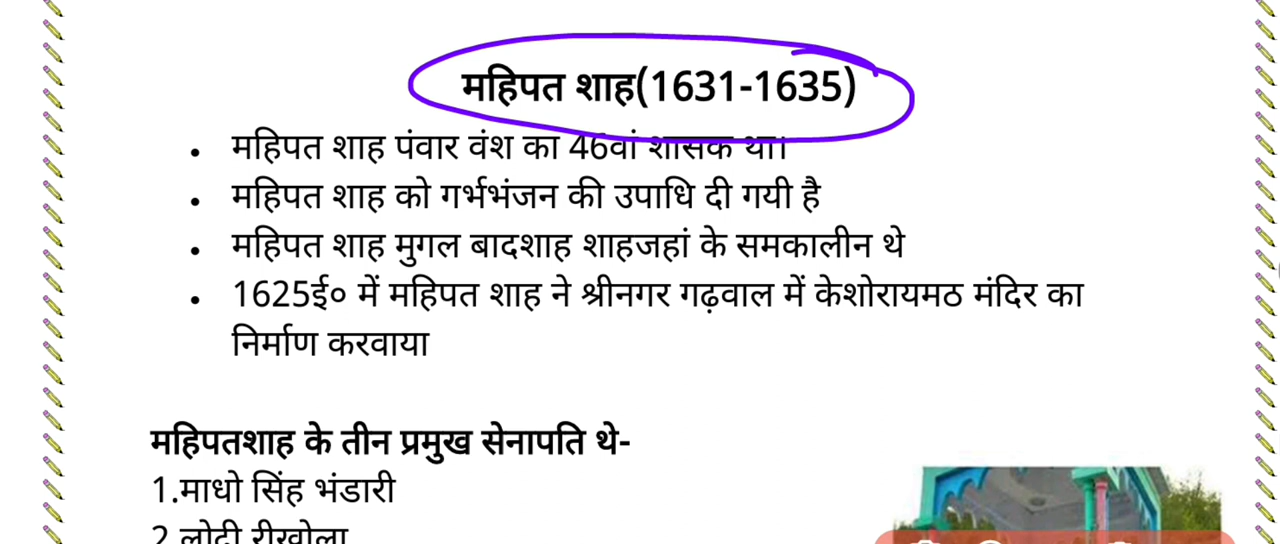 महिपत शाह(1631-1635)
• महिपत शाह पंवार वंश का 46वां शासक था।
• महिपत शाह को गर्भभंजन की उपाधि दी गयी है
• महिपत शाह मुगल बादशाह शाहजहां के समकालीन थे
• 1625ई० में महिपत शाह ने श्रीनगर गढ़वाल में केशोरायमठ मंदिर का
निर्माण करवाया
महिपतशाह के तीन प्रमुख सेनापति थे-
1.माधो सिंह भंडारी
2.लोदी रीखोला